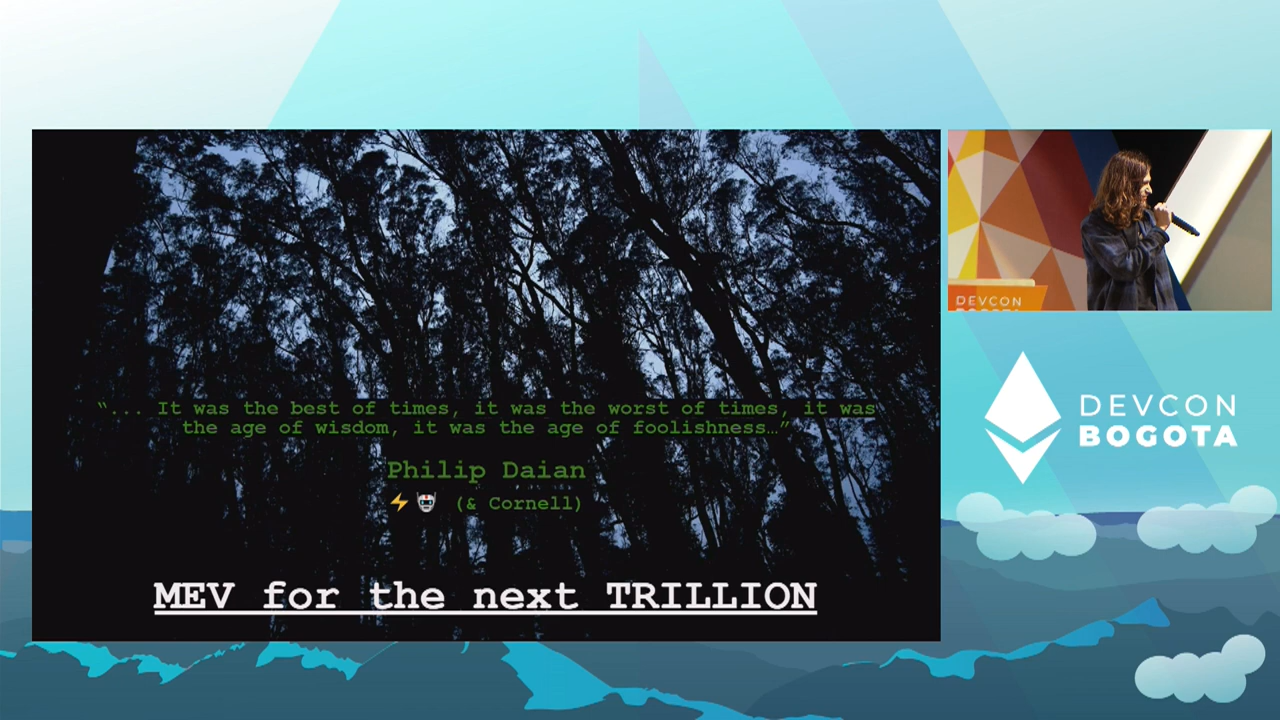 “... It was the best of times, it was the worst of times, it was
the age of wisdom, it was the age of foolishness…”
Philip Daian
(& Cornell)
MEV for the next TRILLION
DEVCON
DEVCON
BOGOTA